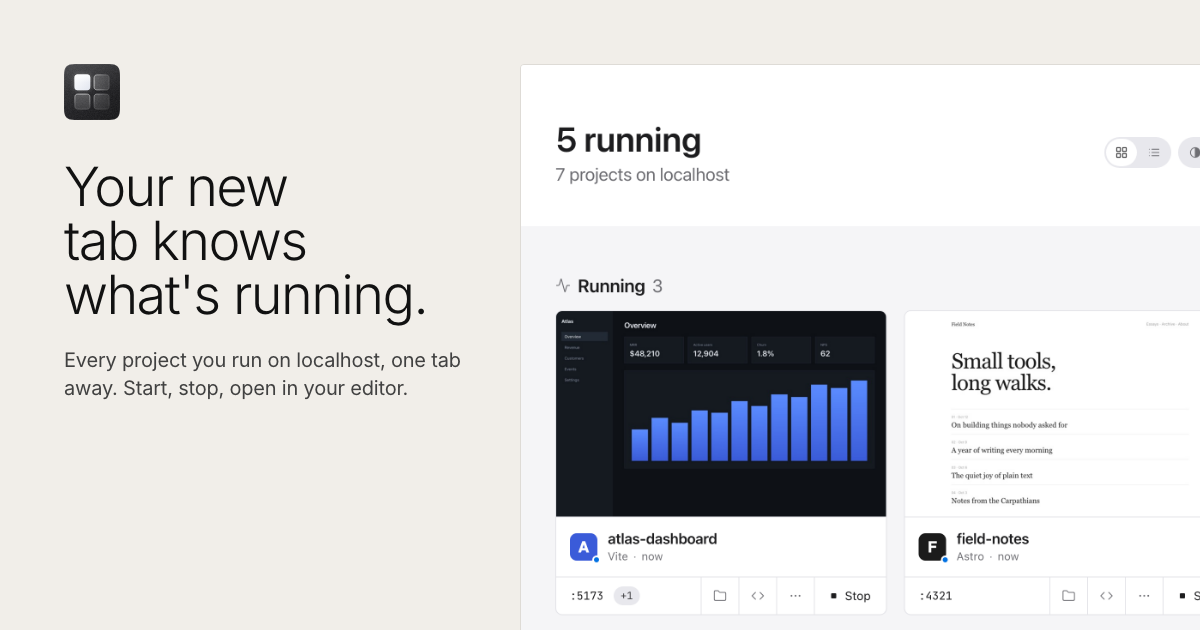 Your new
tab knows
what's running.
Every project you run on localhost, one tab
away. Start, stop, open in your editor.
5 running
7 projects on localhost
Running 3
Atlas
Overview
Customers
Events
Settings
Overview
$48,210
12,904
1.8%
62
Field Notes
Small tools,
long walks.
On building things nobody asked for
A year of writing every morning
The quiet joy of plain text
Notes from the Carpathians
A
atlas-dashboard
Vite · now
:5173 +1
Stop
F
field-notes
Astro · now
:4321
S